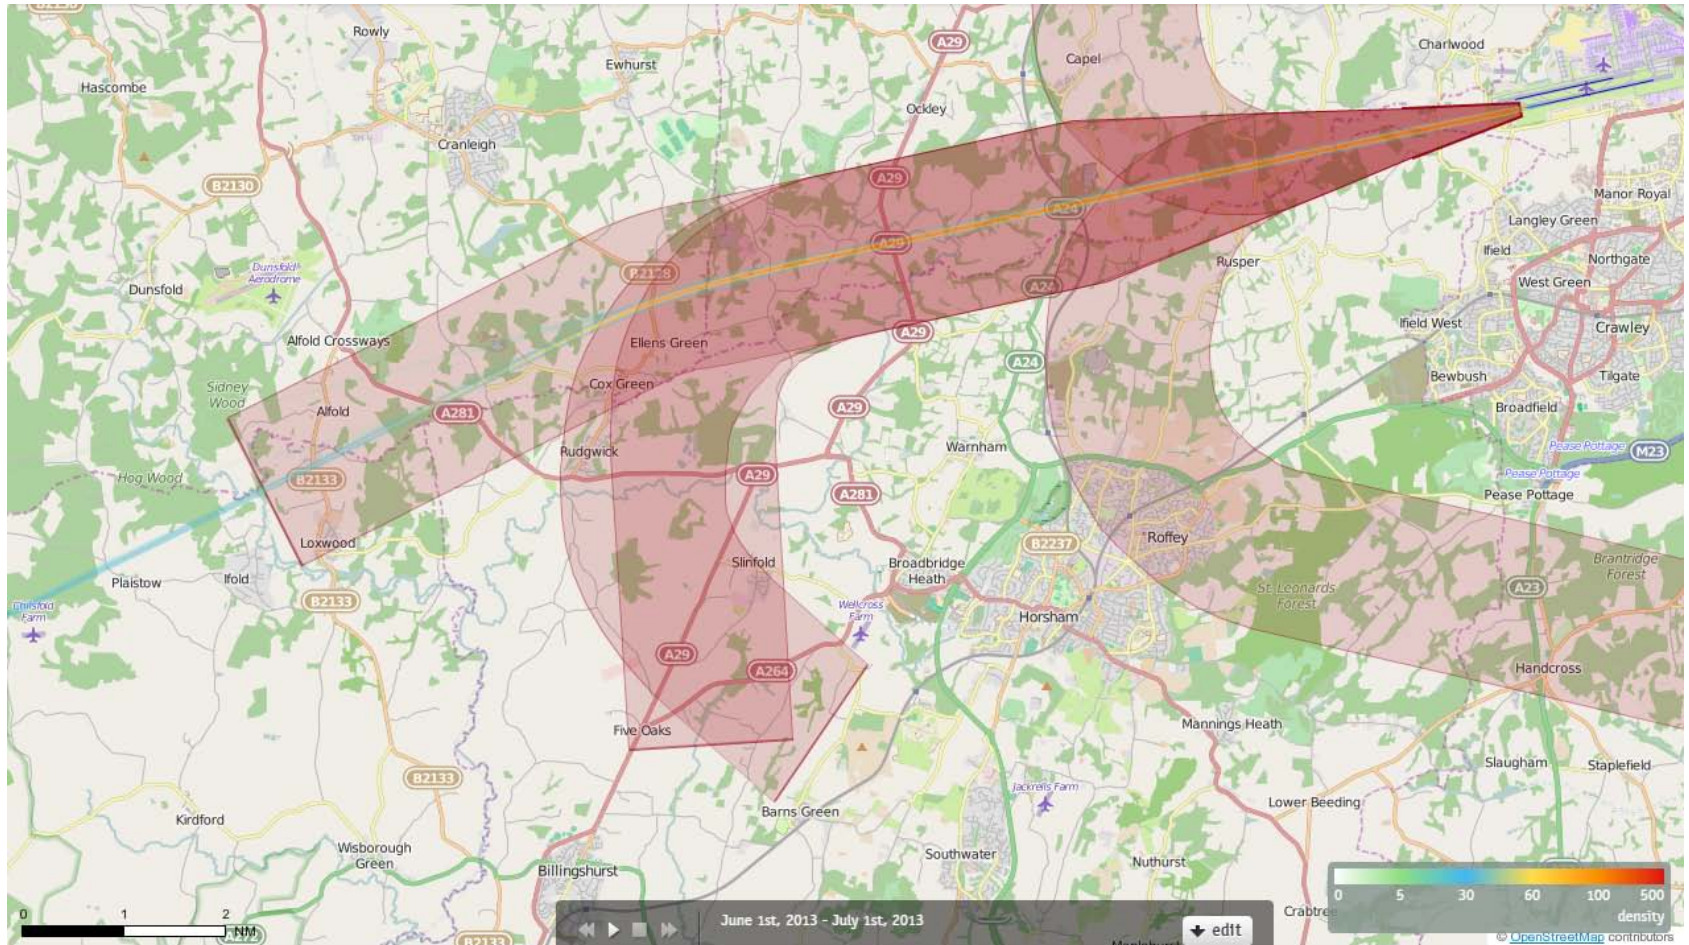 Rowly
Hascombe
Ewhurst
A29
Capel
Charlwood
Ockley
Cranleigh
B2130
A29
Manor Royal
A24
Langley Green
A29
Ifield
Northgate
Rusper
Dunsfold
Aerodrome
Dunsfold
B2128
A24
West Green
Alfold Crossways
Ellens Green
A29
Ifield West
Crawley
A24
Sidney
Wood
Cox Green
Bewbush
Tilgate
Alfold
A281
A29
Broadfield
Rudgwick
Warnham
Pease Pottage
M23
Hog Wood
B2133
A29
A281
Pease Pottage
Pease Pottage
Loxwood
B2237
Roffey
Plaistow
Ifold
Slinfold
Broadbridge
Heath
Brantridge
Forest
St. Leonards
Forest
A23
B2133
Chilsfold
Farm
Wellcross
Farm
Horsham
A29
A264
Handcross
Five Oaks
Mannings Heath
B2133
Slaugham
Staplefield
Jackrells Farm
Lower Beeding
Barns Green
Kirdford
Wisborough
Green
Southwater
Nuthurst
Billingshurst
0 5 30 60 100 500
density
Crabtree
0 1 2
NM
A272
B2133
June 1st, 2013 - July 1st, 2013
edit
© OpenStreetMap contributors